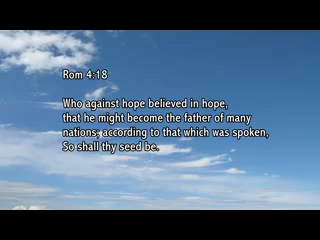 Rom 4:18
Who against hope believed in hope,
that he might become the father of many
nations; according to that which was spoken,
So shall thy seed be.